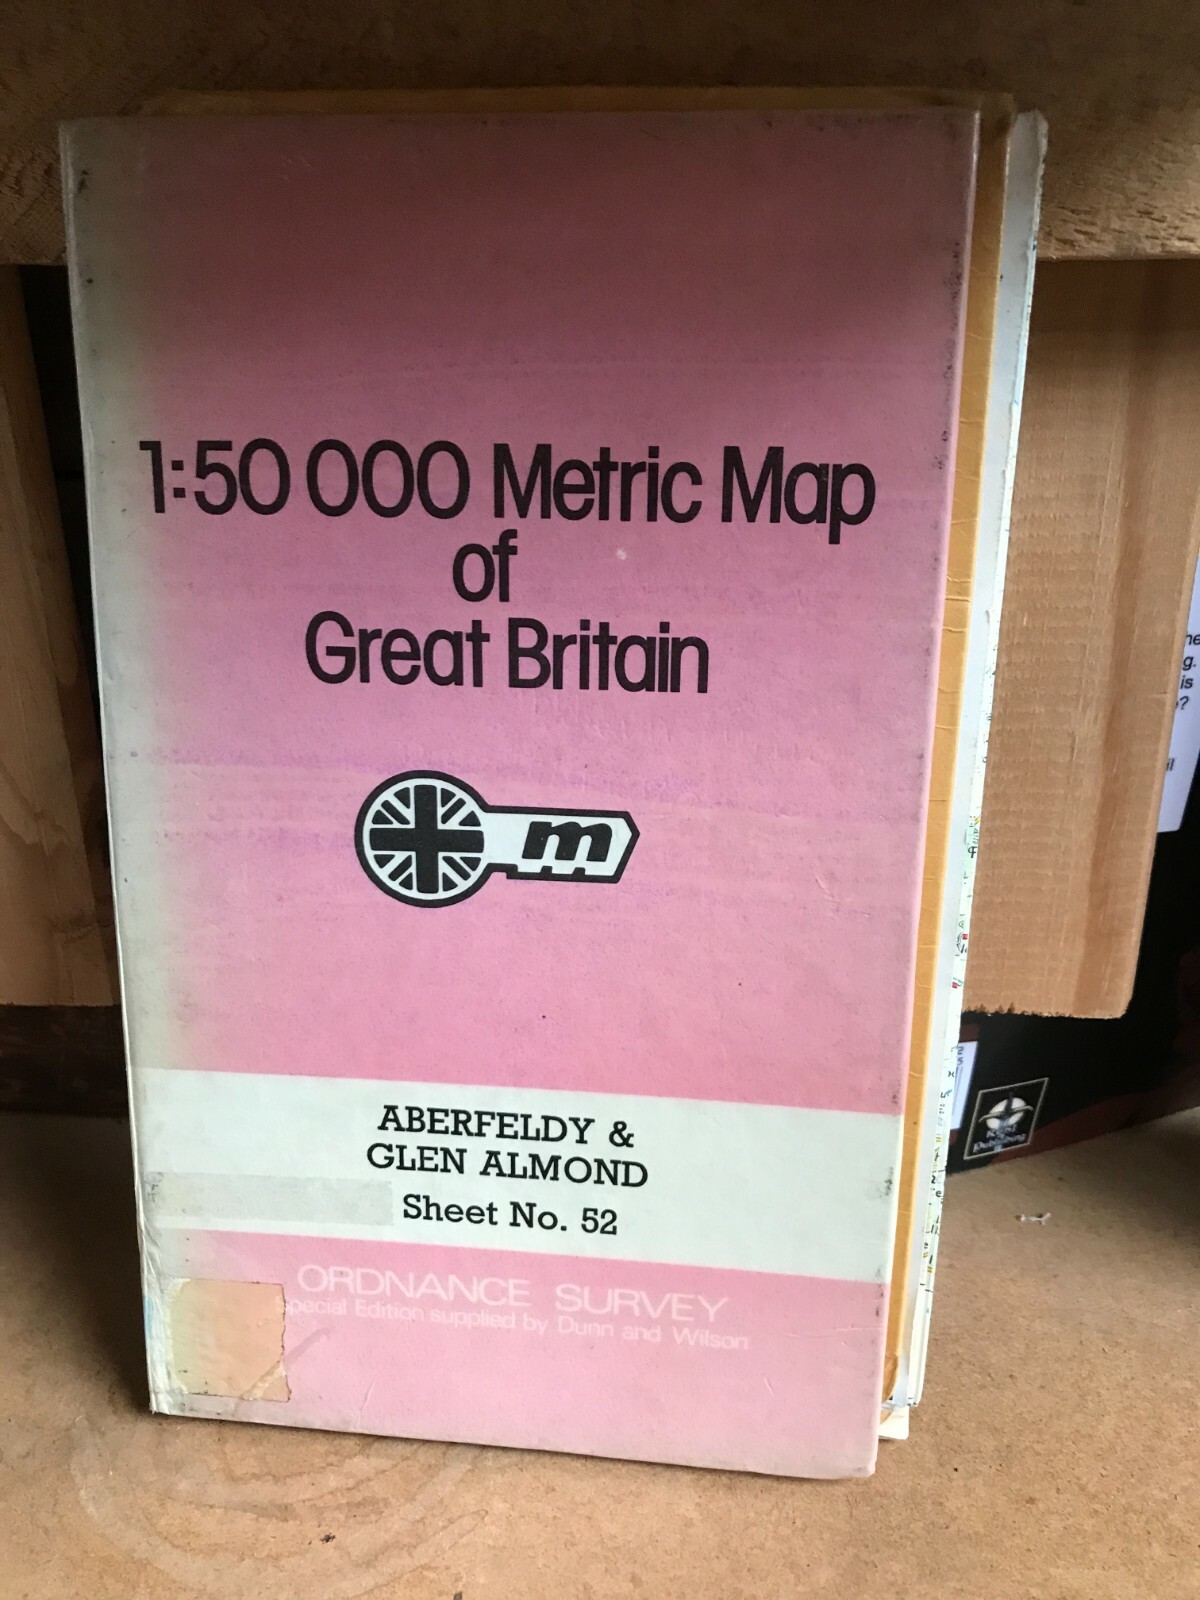 1:50 000 Metric Map
of
Great Britain
m
ABERFELDY &
GLEN ALMOND
Sheet No. 52
ORDNANCE SURVEY
Special Edition supplied by Dunn and Wilson
g.
is